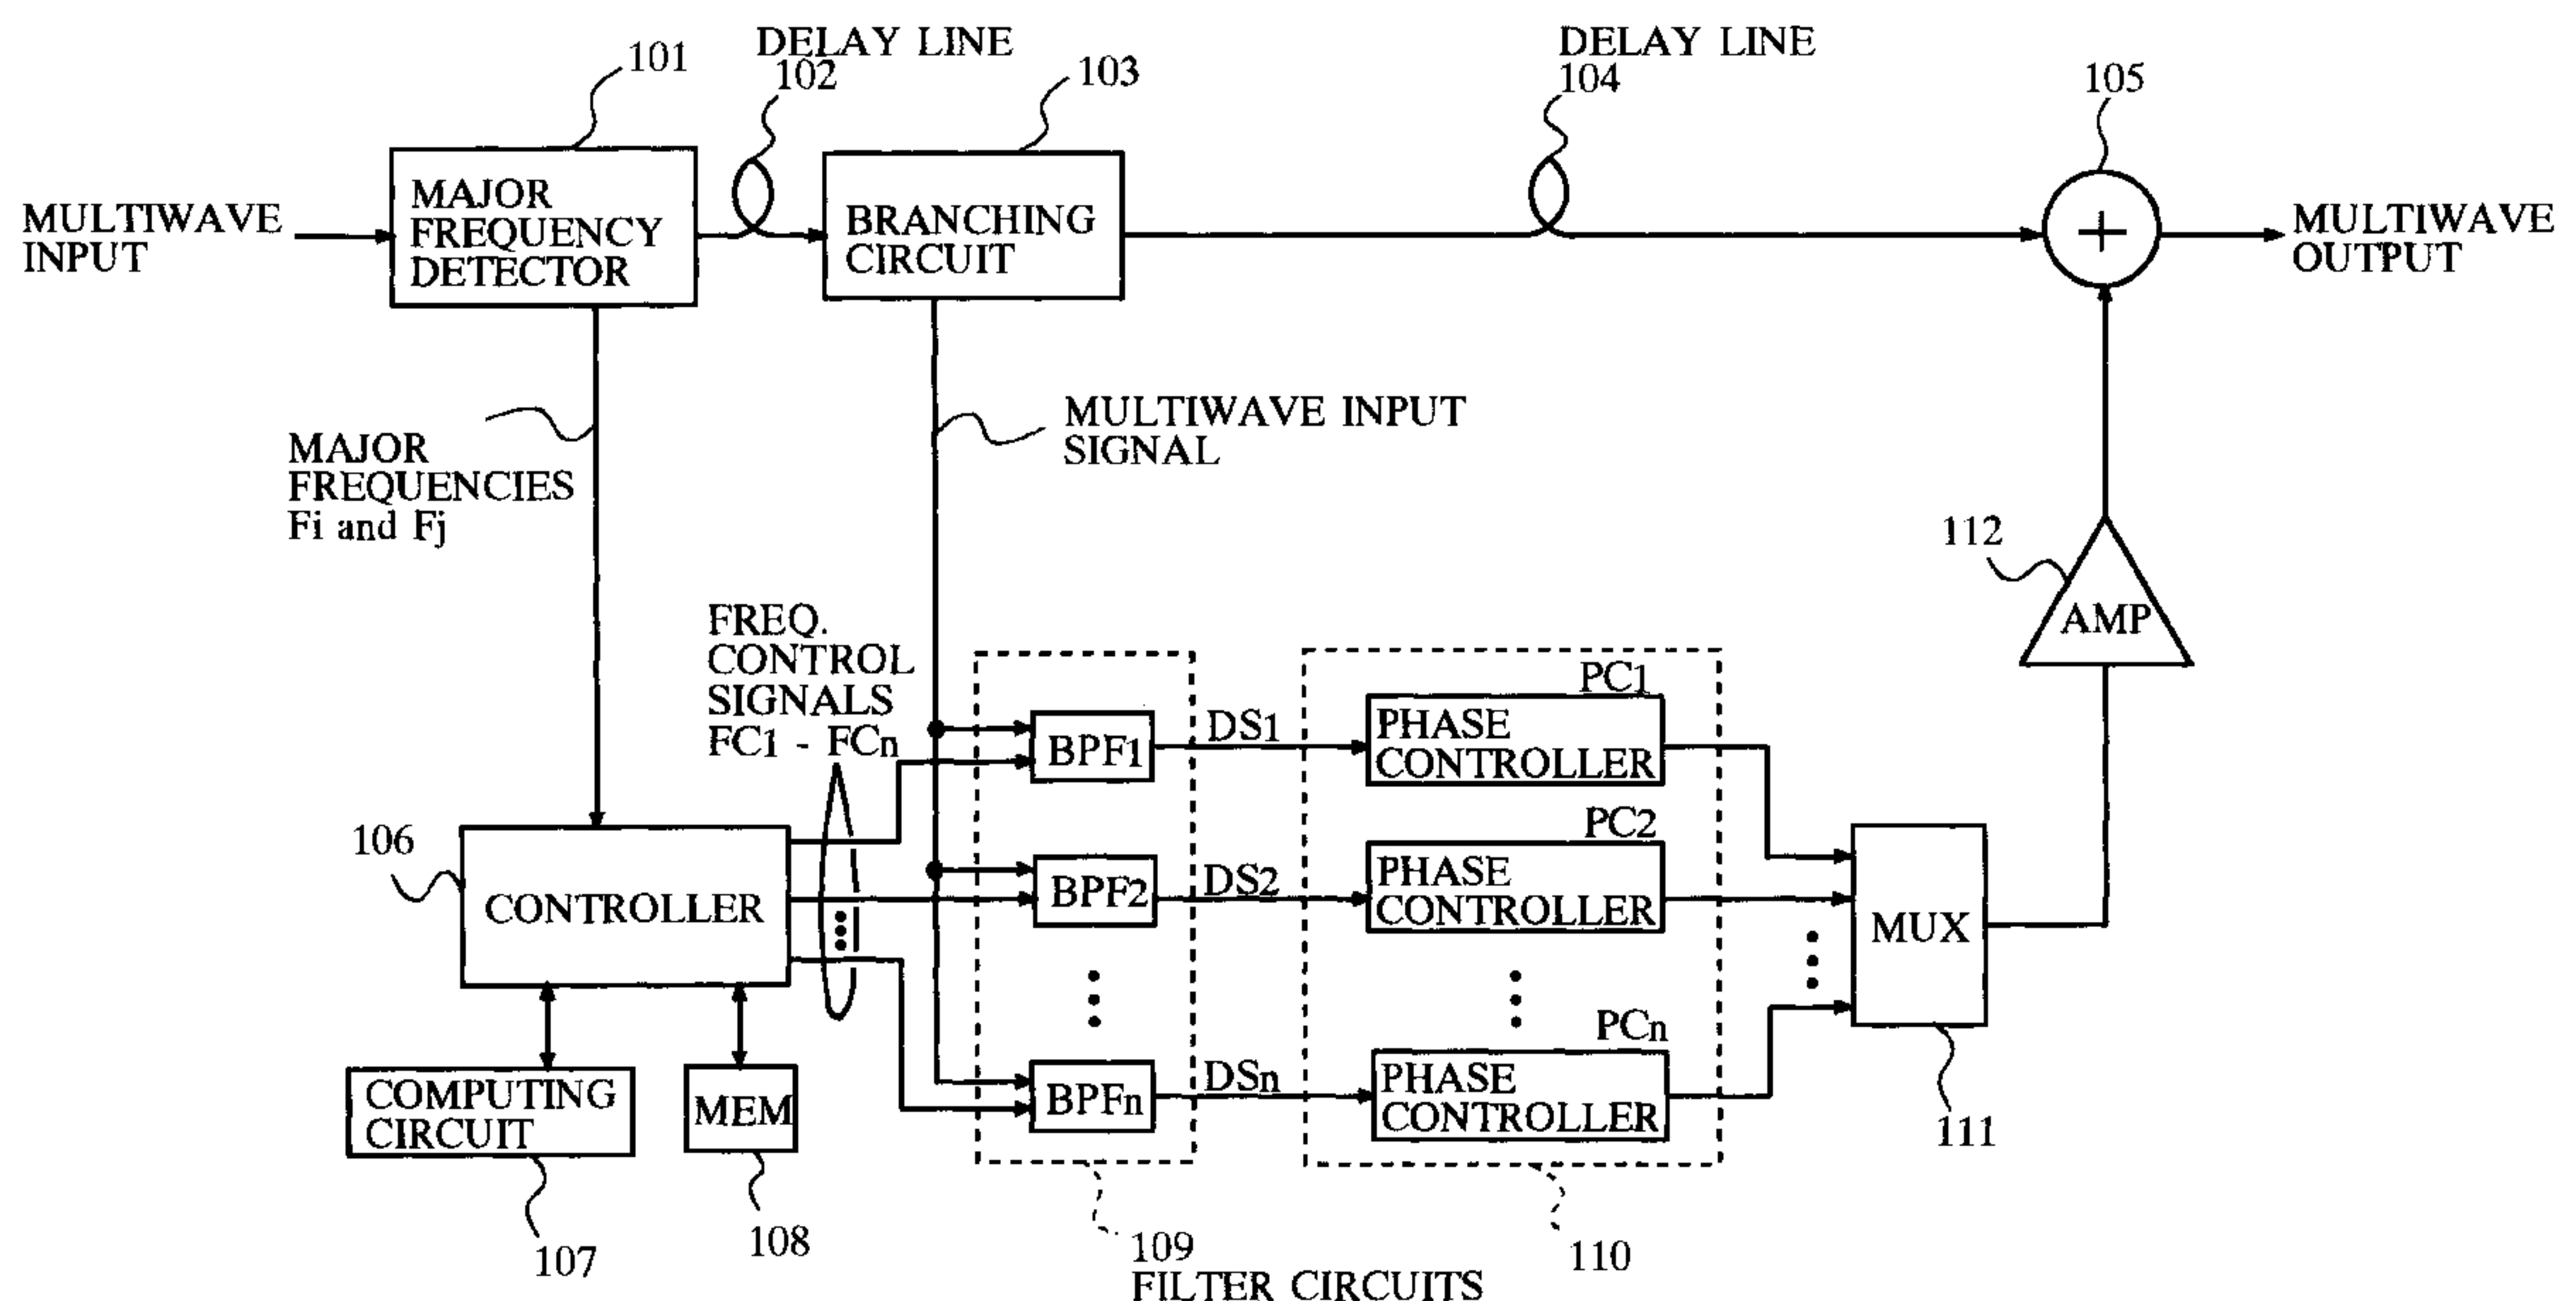 DELAY LINE
102
DELAY LINE
104
101
103
105
MULTIWAVE
INPUT
MAJOR
FREQUENCY
DETECTOR
BRANCHING
CIRCUIT
+
MULTIWAVE
OUTPUT
MAJOR
FREQUENCIES
Fi and Fj
MULTIWAVE INPUT
SIGNAL
112
AMP
FREQ.
CONTROL
SIGNALS
FC1 - FCn
106
CONTROLLER
BPF1
DS1
PC1
PHASE
CONTROLLER
BPF2
DS2
PC2
PHASE
CONTROLLER
MUX
BPFn
DSn
PCn
PHASE
CONTROLLER
111
COMPUTING
CIRCUIT
MEM
107
108
109
FILTER CIRCUITS
110